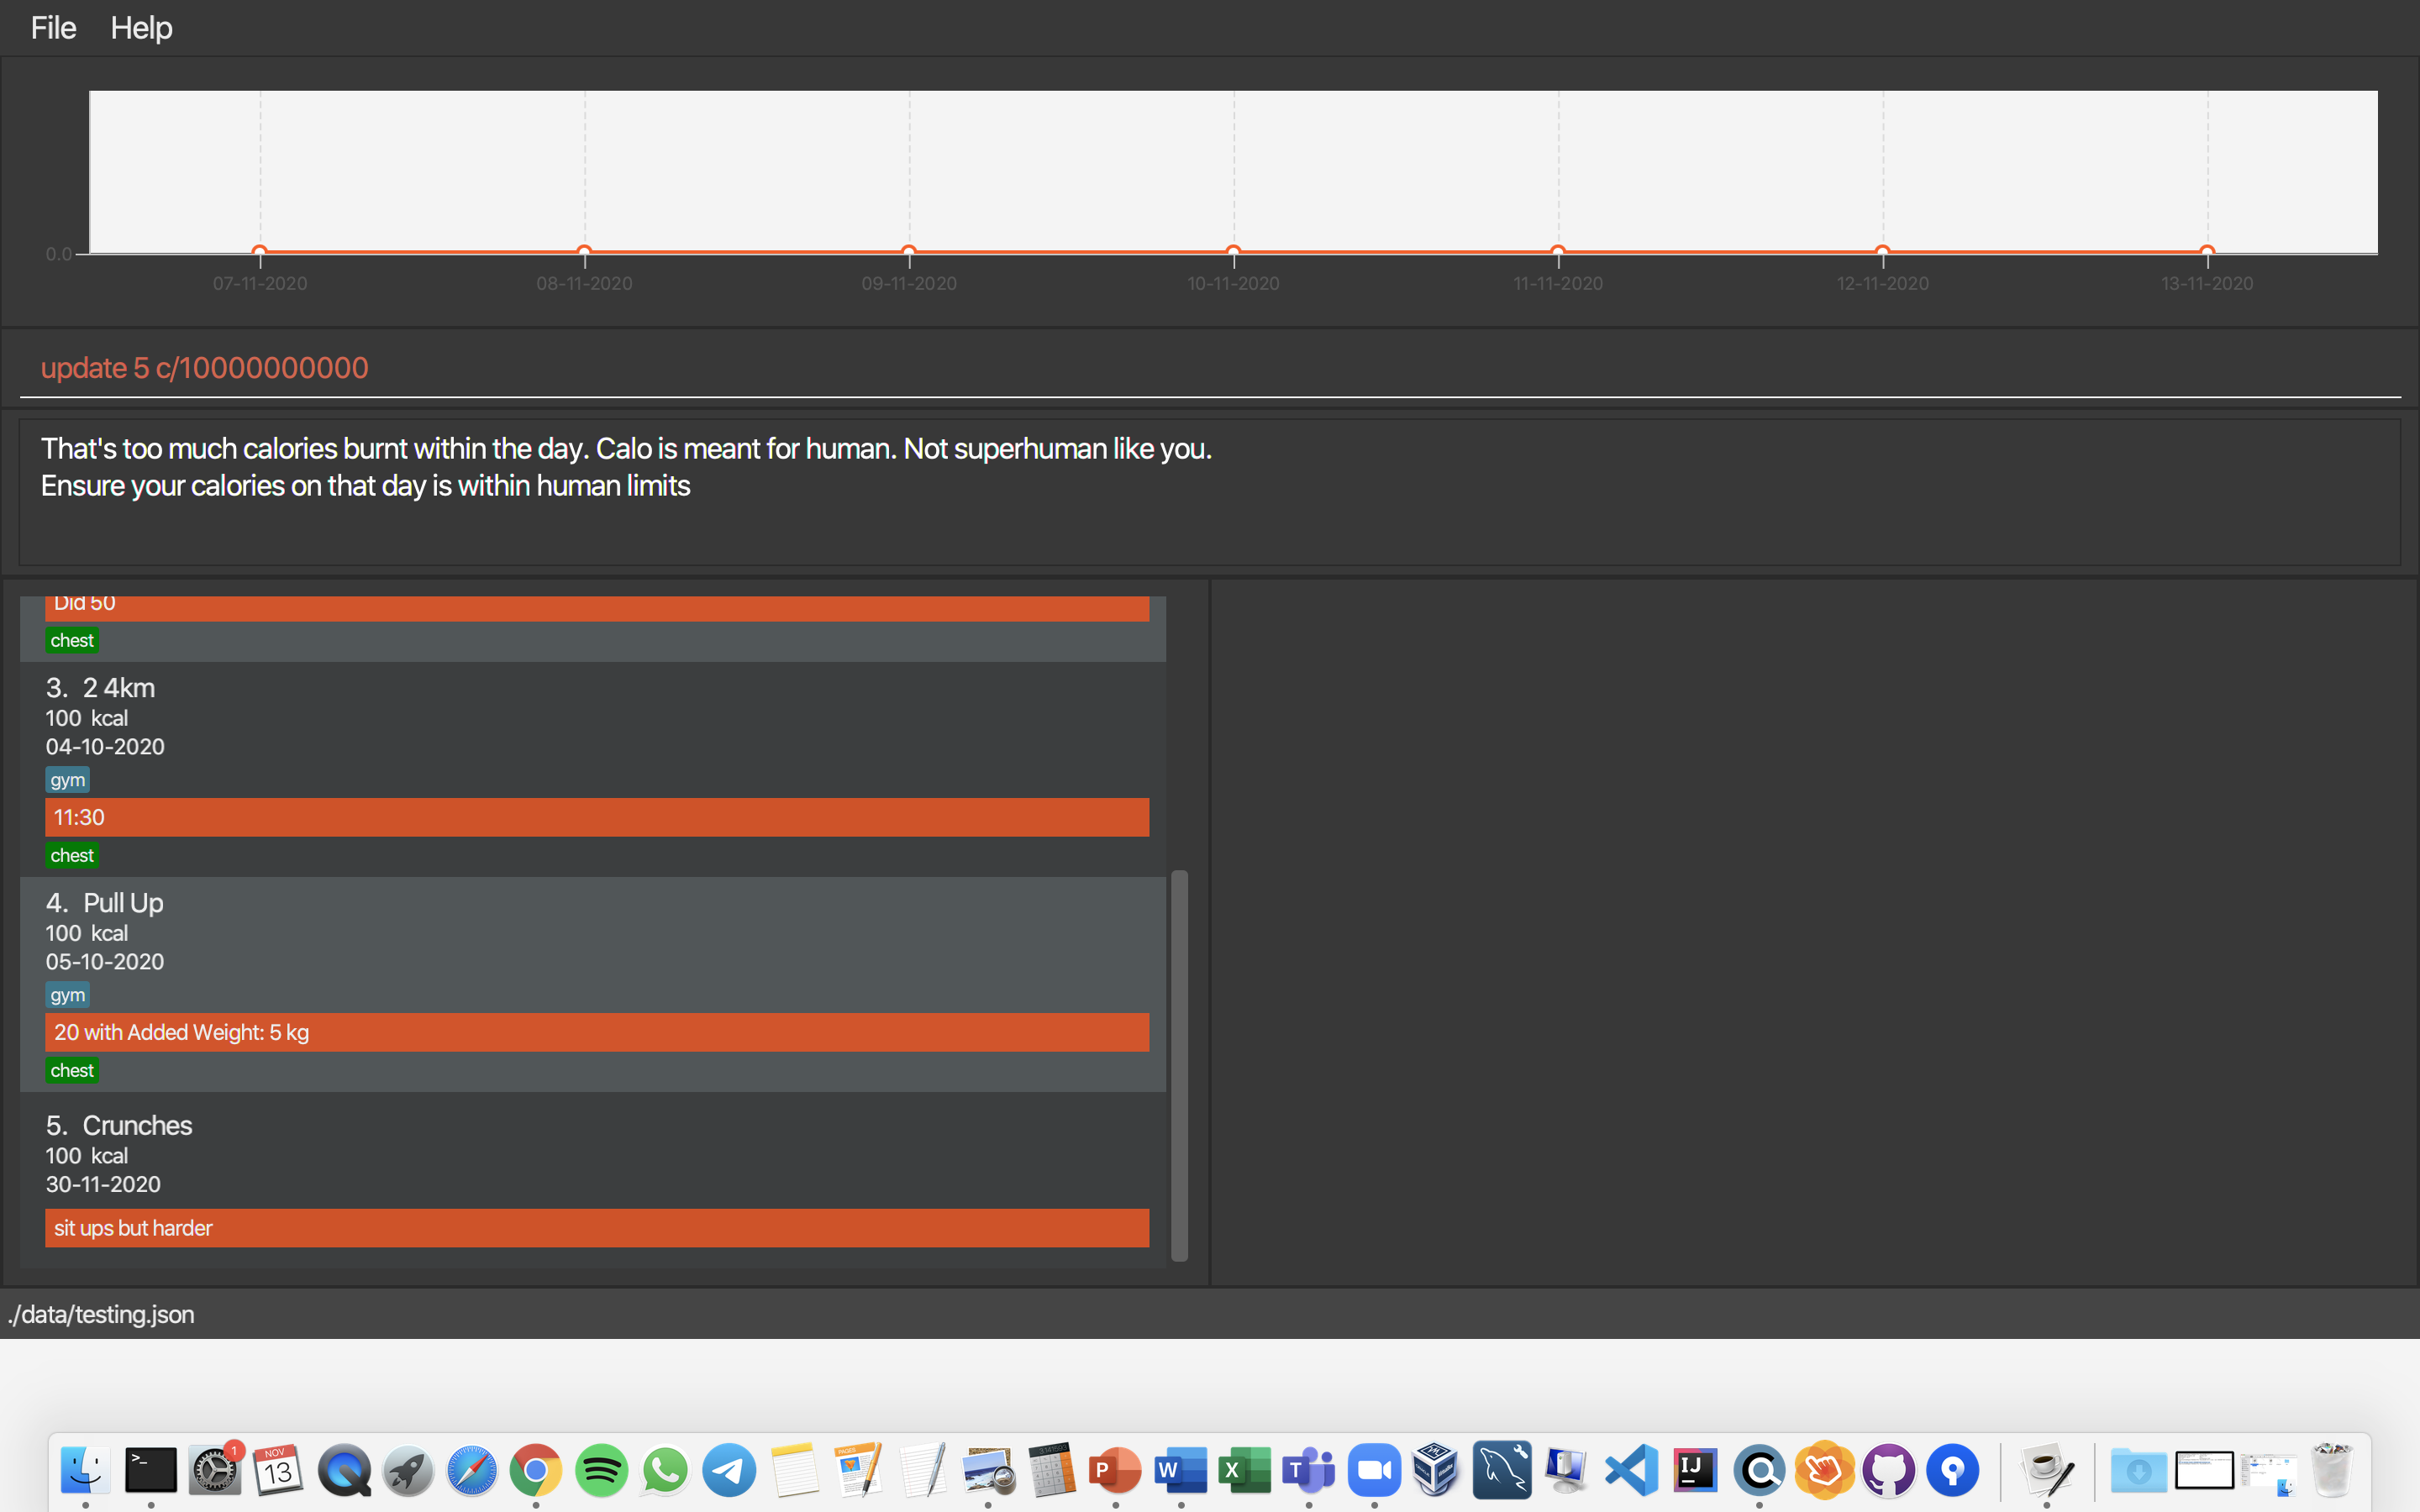 File Help
0.0
07-11-2020 08-11-2020 09-11-2020 10-11-2020 11-11-2020 12-11-2020 13-11-2020
update 5 c/10000000000
That's too much calories burnt within the day. Calo is meant for human. Not superhuman like you.
Ensure your calories on that day is within human limits
Did 50
chest
3. 2 4km
100 kcal
04-10-2020
gym
11:30
chest
4. Pull Up
100 kcal
05-10-2020
gym
20 with Added Weight: 5 kg
chest
5. Crunches
100 kcal
30-11-2020
sit ups but harder
./data/testing.json
>_
1
NOV
13
PAGES
P
W
X
T
IJ